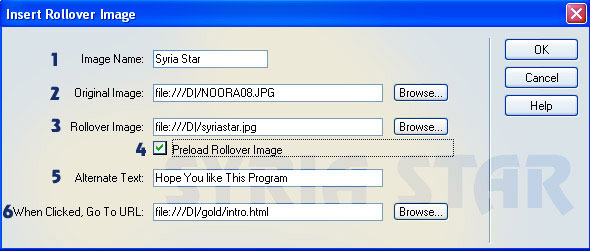 Insert Rollover Image
1 Image Name: Syria Star
OK
2 Original Image: file:///D|/NOORA08.JPG Browse...
Cancel
Help
3 Rollover Image: file:///D|/syriastar.jpg Browse...
4 Preload Rollover Image
SYRIA STAR
5 Alternate Text: Hope You like This Program
6 When Clicked, Go To URL: file:///D|/gold/intro.html Browse...